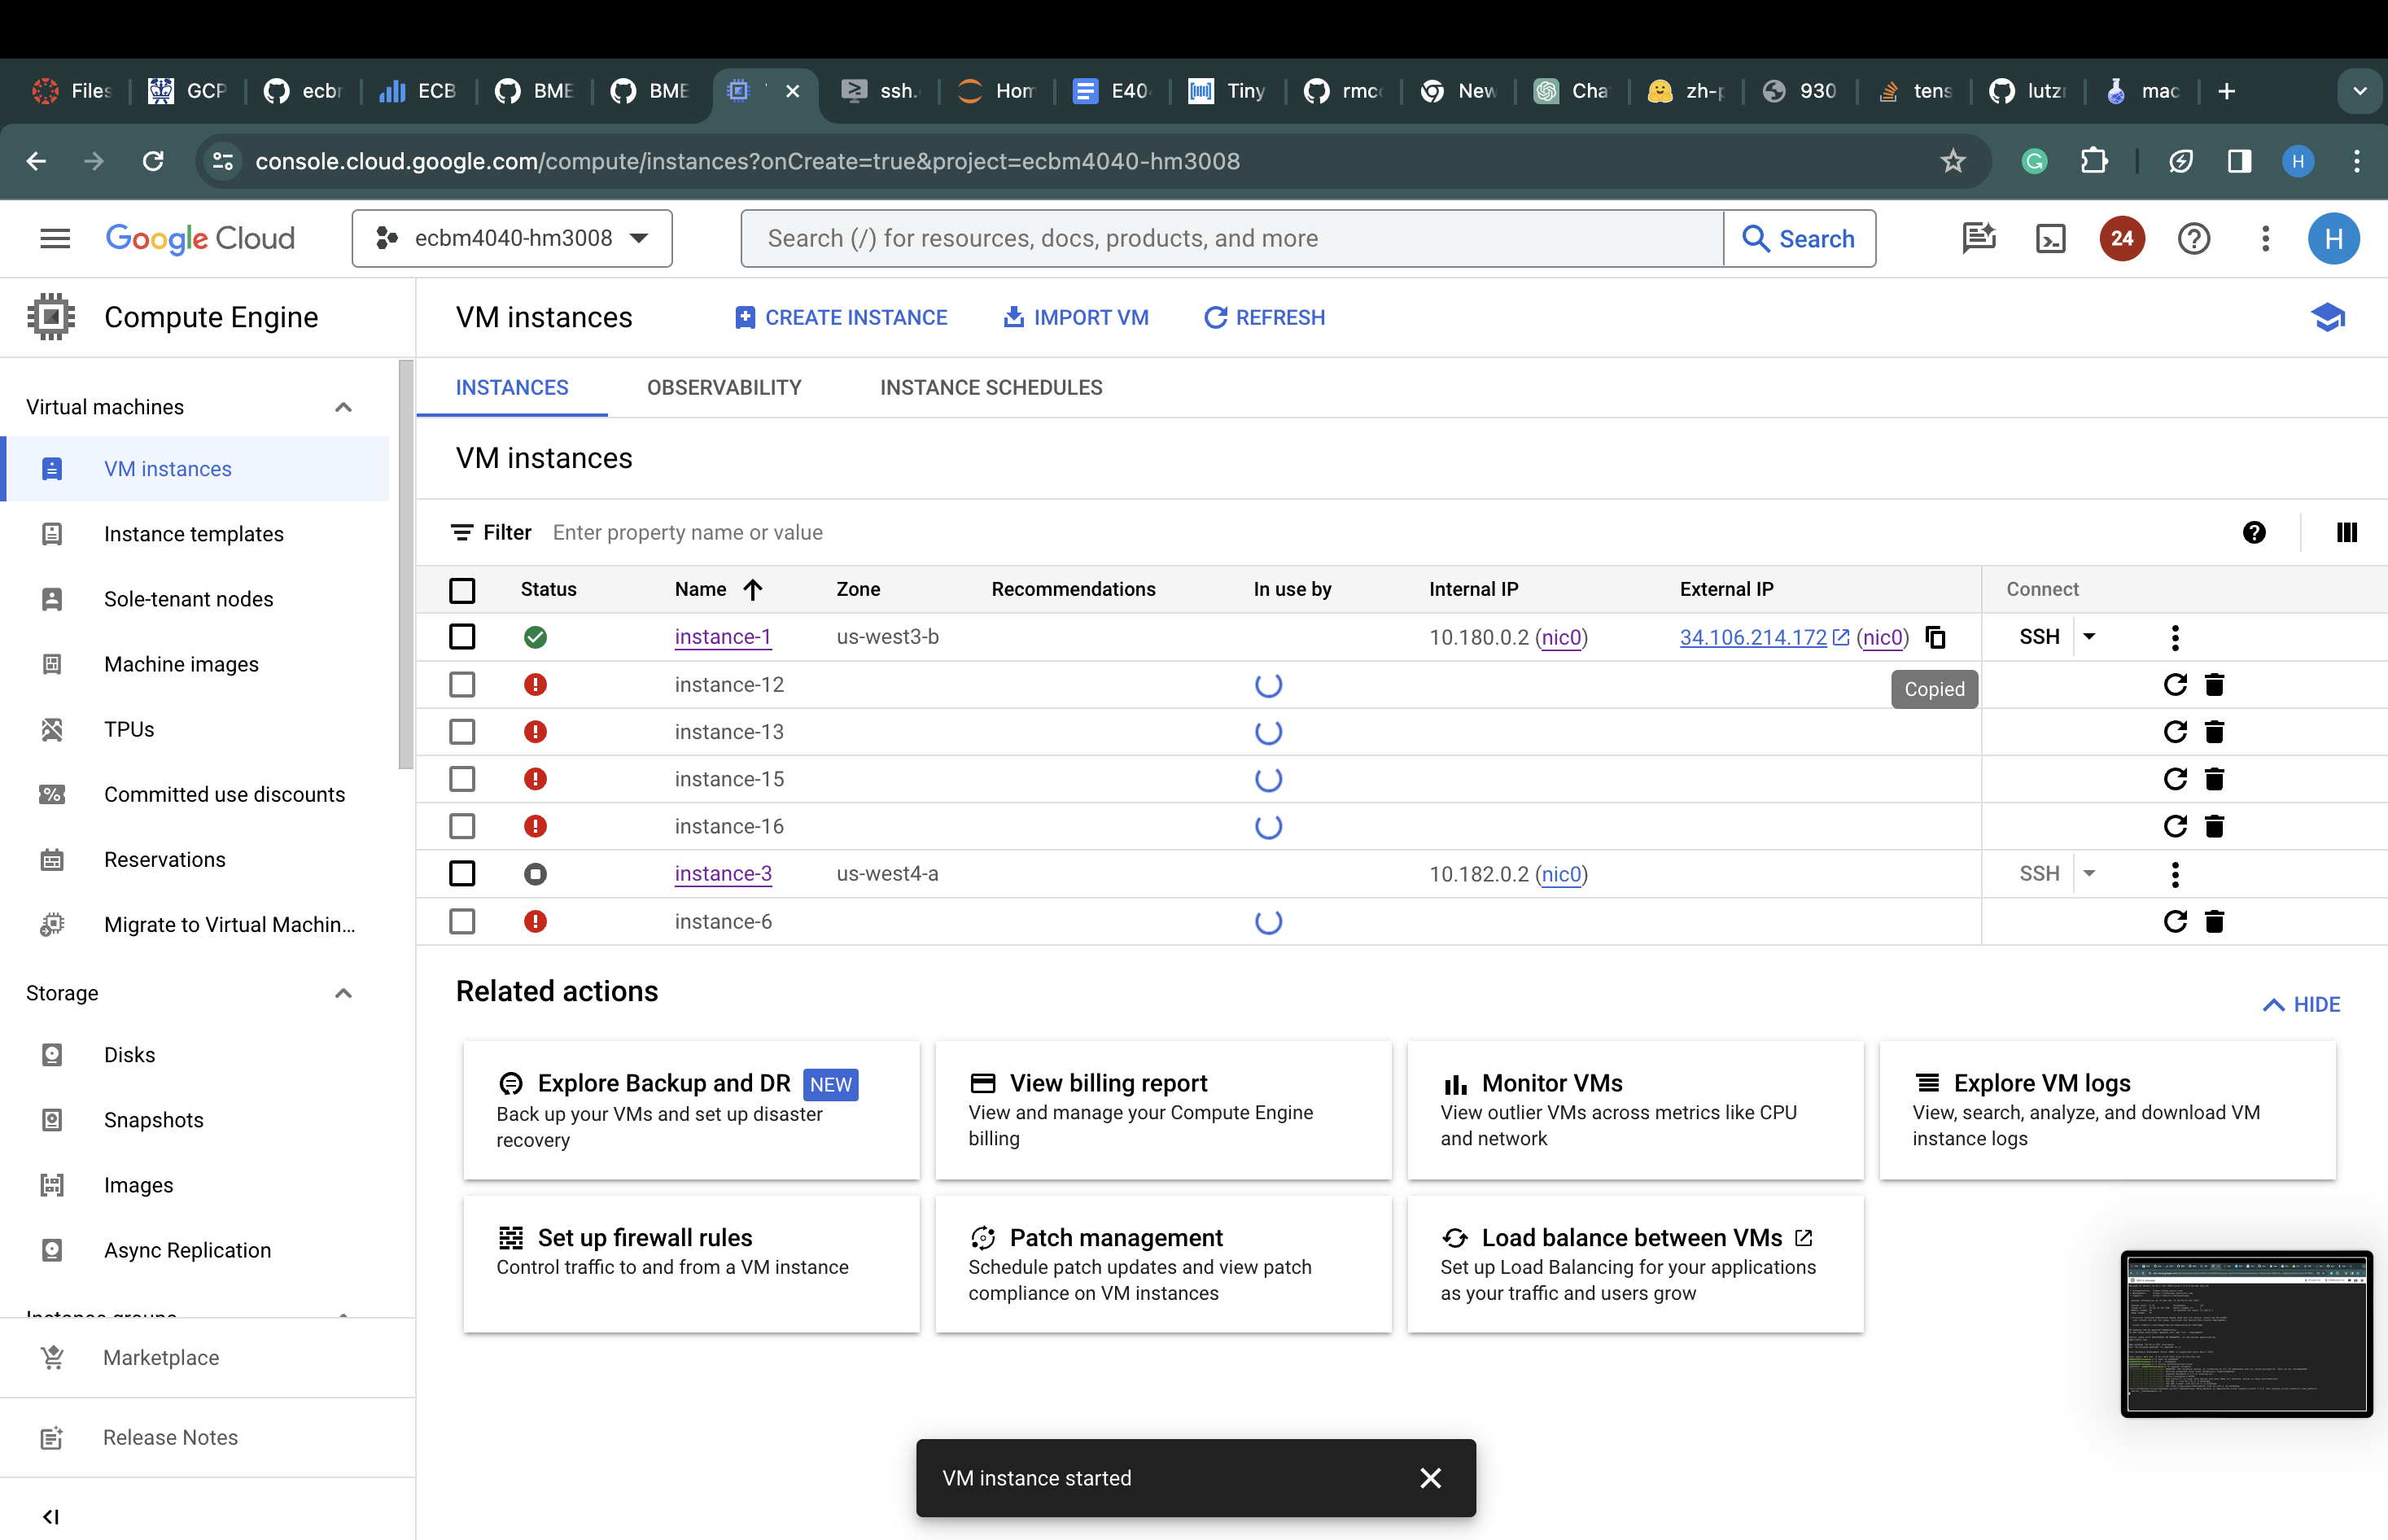 Files GCP ecbr ECB BME BME ssh. Hom E40 Tiny rmc New Cha zh-p 930 tens lutzr mac
console.cloud.google.com/compute/instances?onCreate=true&project=ecbm4040-hm3008 H
Google Cloud ecbm4040-hm3008 Search (/) for resources, docs, products, and more Search 24 H
Compute Engine
VM instances CREATE INSTANCE IMPORT VM REFRESH
Virtual machines
VM instances
Instance templates
Sole-tenant nodes
Machine images
TPUs
Committed use discounts
Reservations
Migrate to Virtual Machin...
Storage
Disks
Snapshots
Images
Async Replication
Instance groups
Marketplace
Release Notes
INSTANCES OBSERVABILITY INSTANCE SCHEDULES
VM instances
Filter Enter property name or value
Status Name Zone Recommendations In use by Internal IP External IP Connect
instance-1 us-west3-b 10.180.0.2 (nic0) 34.106.214.172 (nic0) SSH
instance-12 Copied
instance-13
instance-15
instance-16
instance-3 us-west4-a 10.182.0.2 (nic0) SSH
instance-6
Related actions
HIDE
Explore Backup and DR NEW
Back up your VMs and set up disaster
recovery
View billing report
View and manage your Compute Engine
billing
Monitor VMs
View outlier VMs across metrics like CPU
and network
Explore VM logs
View, search, analyze, and download VM
instance logs
Set up firewall rules
Control traffic to and from a VM instance
Patch management
Schedule patch updates and view patch
compliance on VM instances
Load balance between VMs
Set up Load Balancing for your applications
as your traffic and users grow
VM instance started